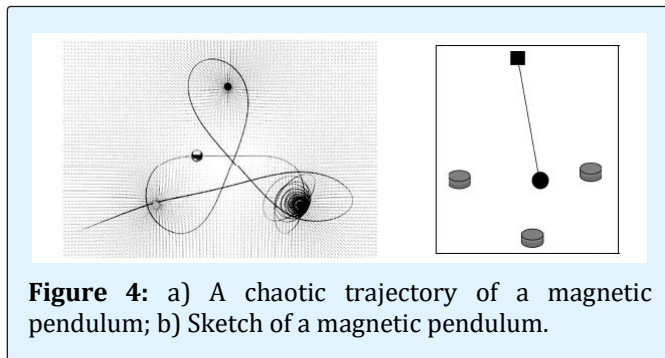 Figure 4: a) A chaotic trajectory of a magnetic
pendulum; b) Sketch of a magnetic pendulum.